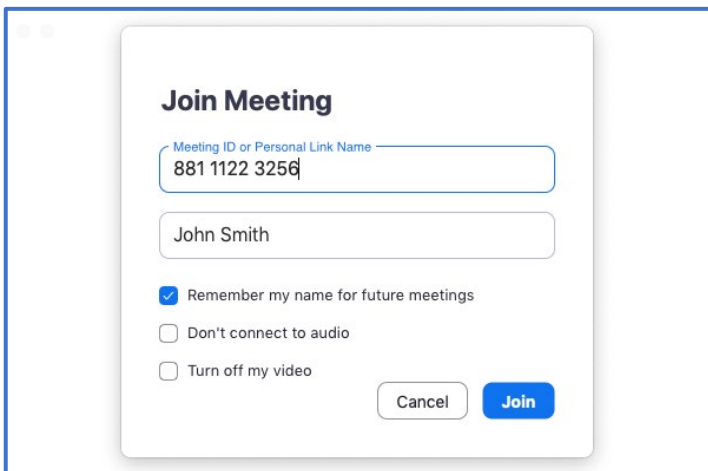 Join Meeting
Meeting ID or Personal Link Name
881 1122 3256
John Smith
Remember my name for future meetings
Don't connect to audio
Turn off my video
Cancel Join